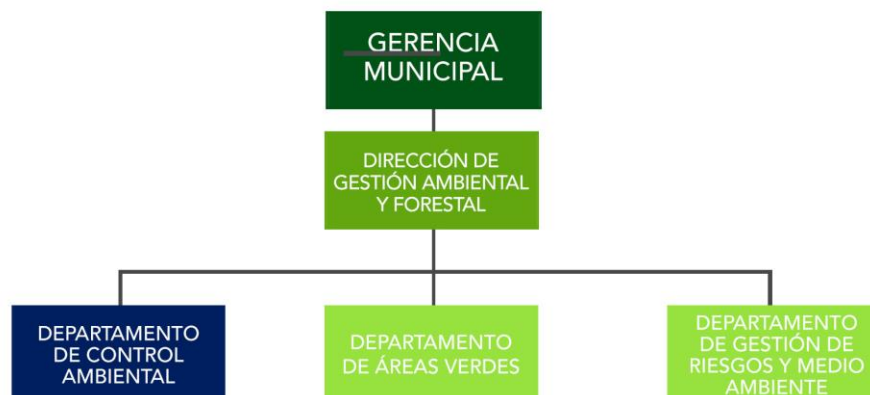 GERENCIA
MUNICIPAL
DIRECCIÓN DE
GESTIÓN AMBIENTAL
Y FORESTAL
DEPARTAMENTO
DE CONTROL
AMBIENTAL
DEPARTAMENTO
DE ÁREAS VERDES
DEPARTAMENTO
DE GESTIÓN DE
RIESGOS Y MEDIO
AMBIENTE